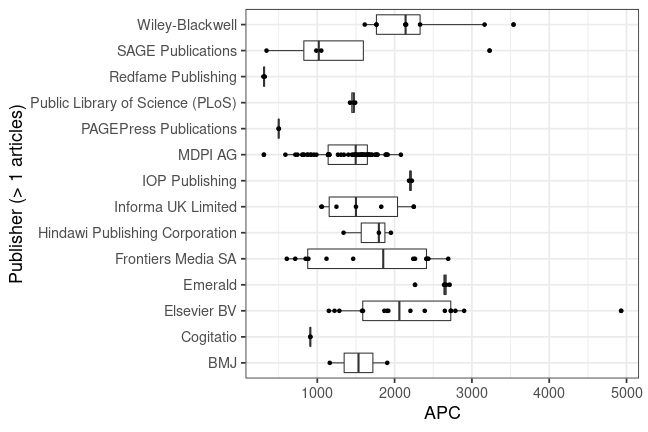 Publisher (> 1 articles)
Wiley-Blackwell
SAGE Publications
Redfame Publishing
Public Library of Science (PLoS)
PAGEPress Publications
MDPI AG
IOP Publishing
Informa UK Limited
Hindawi Publishing Corporation
Frontiers Media SA
Emerald
Elsevier BV
Cogitatio
BMJ
1000 2000 3000 4000 5000
APC